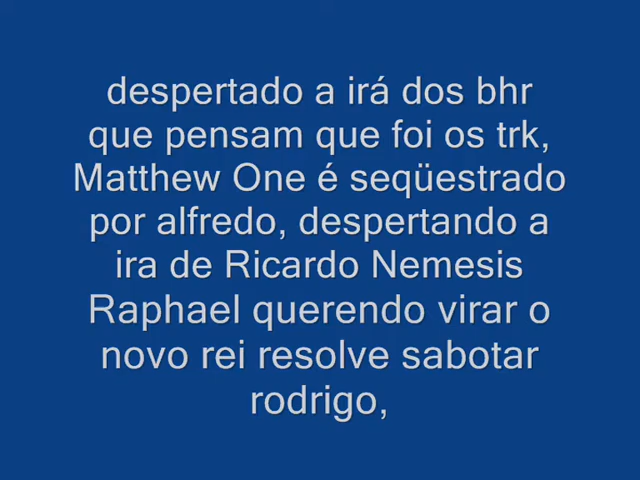 despertado a irá dos bhr
que pensam que foi os trk,
Matthew One é seqüestrado
por alfredo, despertando a
ira de Ricardo Nemesis
Raphael querendo virar o
novo rei resolve sabotar
rodrigo,